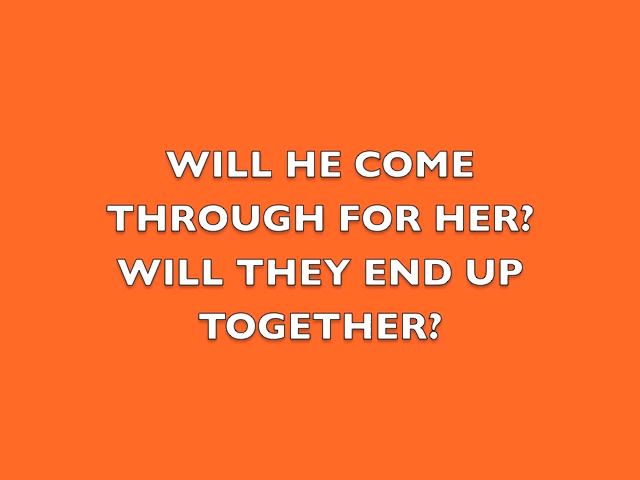 WILL HE COME
THROUGH FOR HER?
WILL THEY END UP
TOGETHER?